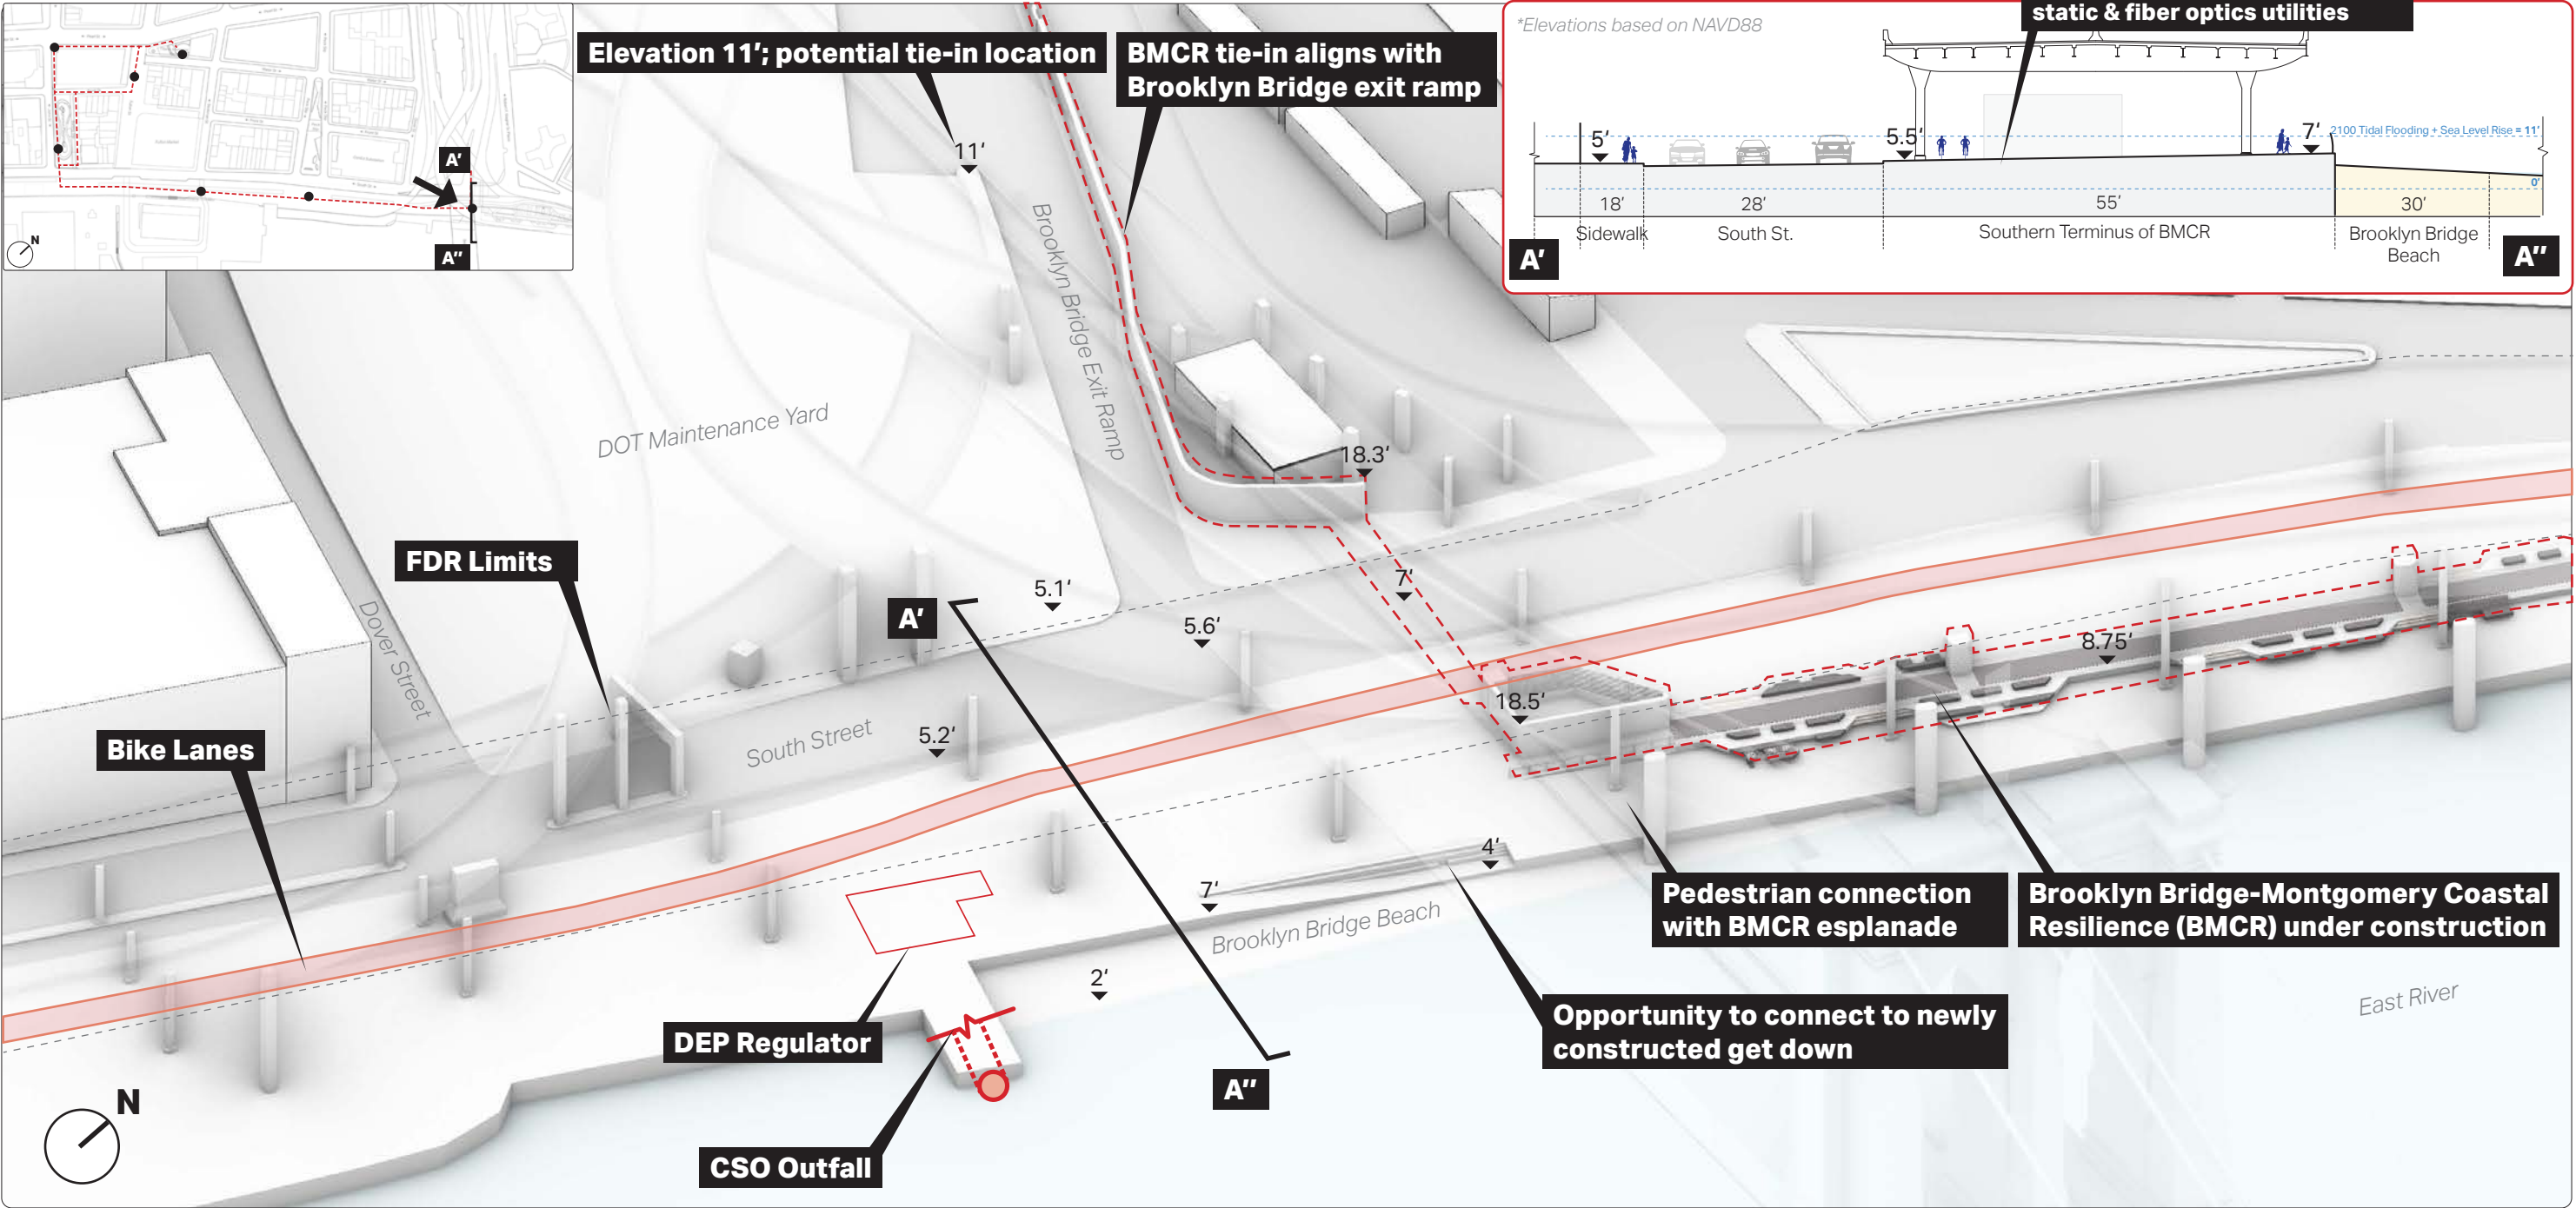 N
A'
A"
Elevation 11'; potential tie-in location
BMCR tie-in aligns with
Brooklyn Bridge exit ramp
*Elevations based on NAVD88
static & fiber optics utilities
5'
5.5'
7'
2100 Tidal Flooding + Sea Level Rise = 11'
0'
18'
28'
55'
30'
Sidewalk
South St.
Southern Terminus of BMCR
Brooklyn Bridge
Beach
A'
A"
11'
Brooklyn Bridge Exit Ramp
DOT Maintenance Yard
18.3'
FDR Limits
Dover Street
5.1'
A'
5.6'
7'
8.75'
18.5'
Bike Lanes
South Street
5.2'
4'
7'
Brooklyn Bridge Beach
Pedestrian connection
with BMCR esplanade
Brooklyn Bridge-Montgomery Coastal
Resilience (BMCR) under construction
2'
East River
DEP Regulator
Opportunity to connect to newly
constructed get down
A"
N
CSO Outfall